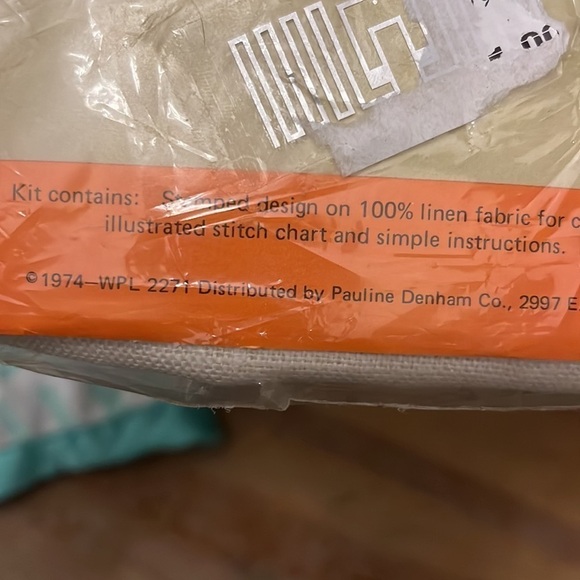 .00
Kit contains: Stamped design on 100% linen fabric for c
illustrated stitch chart and simple instructions.
©1974—WPL 2271 Distributed by Pauline Denham Co., 2997 E.